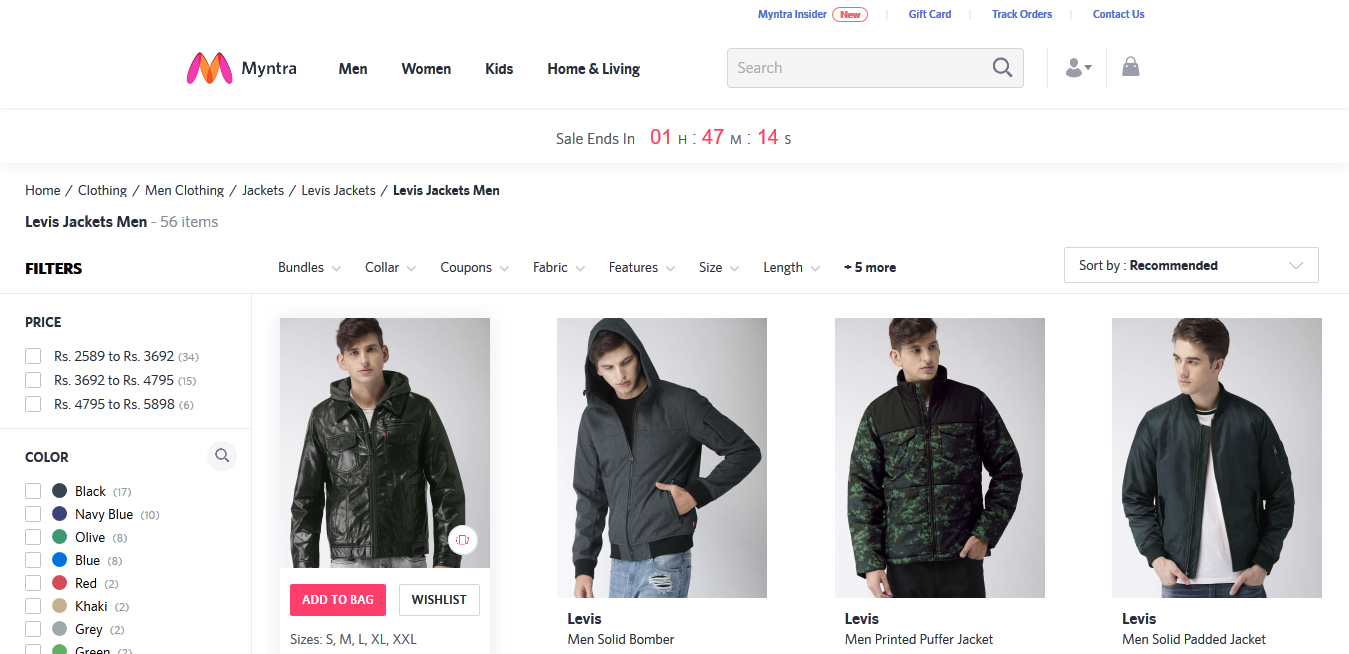 Myntra Insider New Gift Card Track Orders Contact Us
Myntra Men Women Kids Home & Living Search
Sale Ends In 01 H : 47 M : 14 S
Home / Clothing / Men Clothing / Jackets / Levis Jackets / Levis Jackets Men
Levis Jackets Men - 56 items
FILTERS Bundles Collar Coupons Fabric Features Size Length + 5 more Sort by : Recommended
PRICE
Rs. 2589 to Rs. 3692 (34)
Rs. 3692 to Rs. 4795 (15)
Rs. 4795 to Rs. 5898 (6)
COLOR
Black (17)
Navy Blue (10)
Olive (8)
Blue (8)
Red (2)
Khaki (2)
Grey (2)
Green (2)
ADD TO BAG WISHLIST
Sizes: S, M, L, XL, XXL
Levis
Men Solid Bomber
Levis
Men Printed Puffer Jacket
Levis
Men Solid Padded Jacket